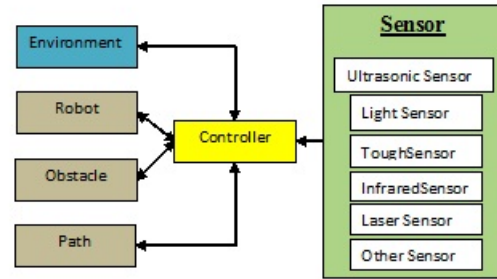 Environment
Robot
Obstacle
Path
Controller
Sensor
Ultrasonic Sensor
Light Sensor
ToughSensor
InfraredSensor
Laser Sensor
Other Sensor